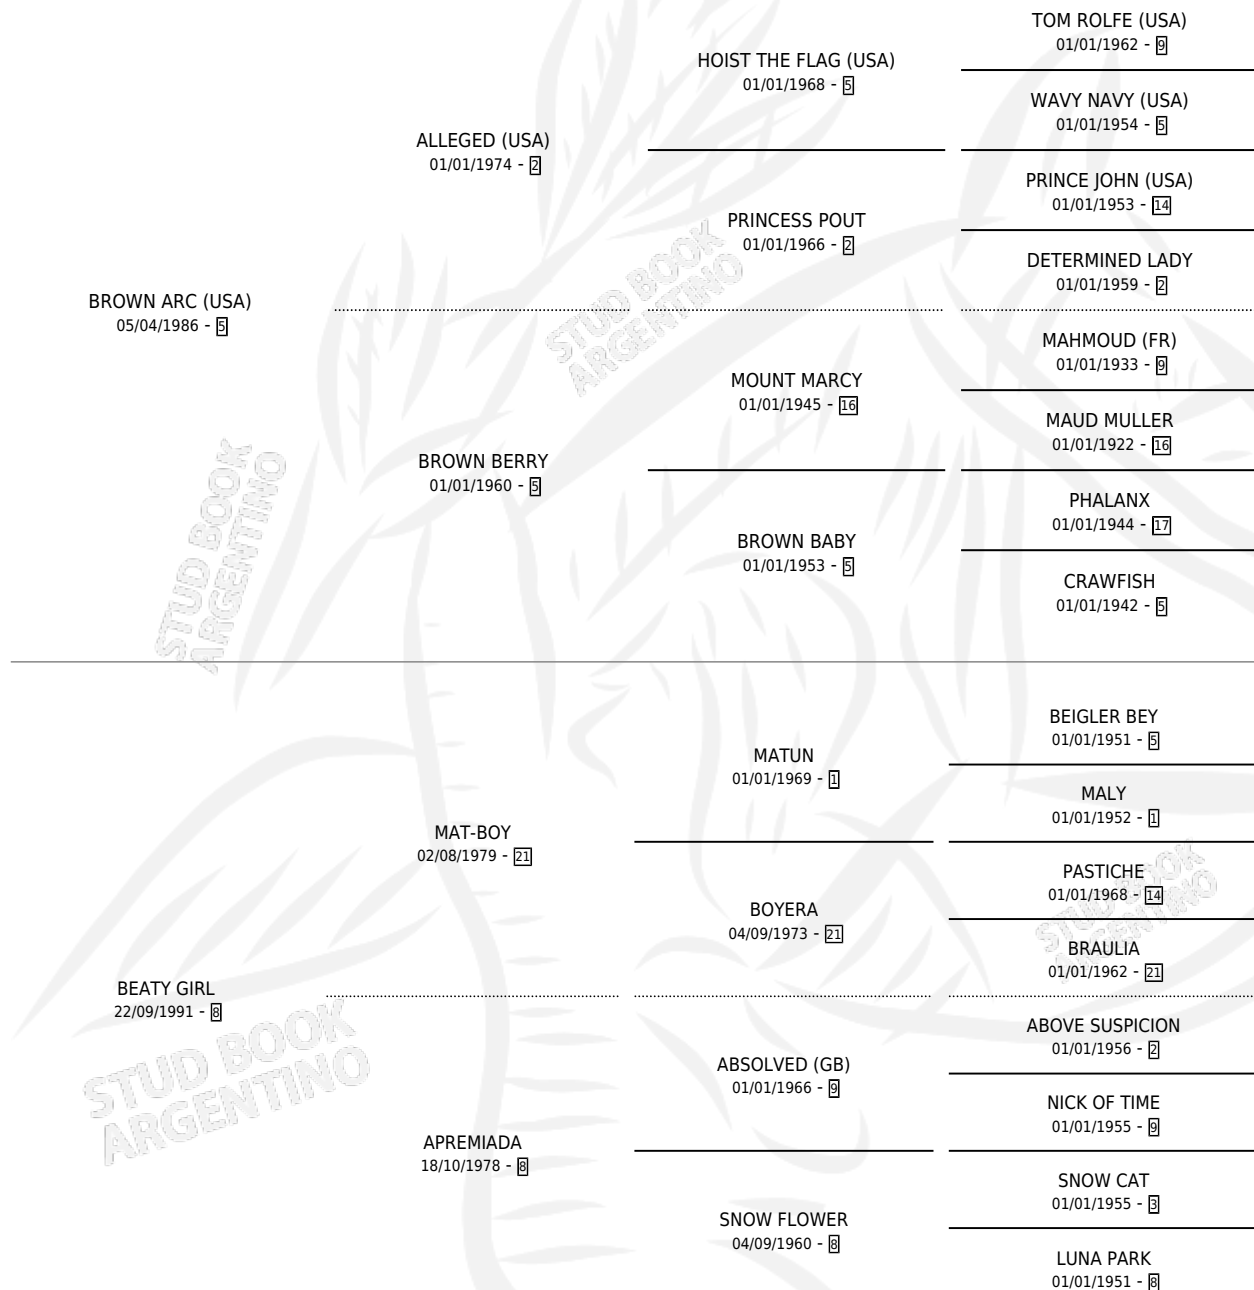 TOM ROLFE (USA)
01/01/1962 - 9
HOIST THE FLAG (USA)
01/01/1968 - 5
WAVY NAVY (USA)
01/01/1954 - 5
ALLEGED (USA)
01/01/1974 - 2
PRINCE JOHN (USA)
01/01/1953 - 14
PRINCESS POUT
01/01/1966 - 2
DETERMINED LADY
01/01/1959 - 2
BROWN ARC (USA)
05/04/1986 - 5
MAHMOUD (FR)
01/01/1933 - 9
MOUNT MARCY
01/01/1945 - 16
MAUD MULLER
01/01/1922 - 16
BROWN BERRY
01/01/1960 - 5
PHALANX
01/01/1944 - 17
BROWN BABY
01/01/1953 - 5
CRAWFISH
01/01/1942 - 5
BEIGLER BEY
01/01/1951 - 5
MATUN
01/01/1969 - 1
MALY
01/01/1952 - 1
MAT-BOY
02/08/1979 - 21
PASTICHE
01/01/1968 - 14
BOYERA
04/09/1973 - 21
BRAULIA
01/01/1962 - 21
BEATY GIRL
22/09/1991 - 8
ABOVE SUSPICION
01/01/1956 - 2
ABSOLVED (GB)
01/01/1966 - 9
NICK OF TIME
01/01/1955 - 9
APREMIADA
18/10/1978 - 8
SNOW CAT
01/01/1955 - 3
SNOW FLOWER
04/09/1960 - 8
LUNA PARK
01/01/1951 - 8
STUD BOOK
ARGENTINO
STUD BOOK
ARGENTINO
STUD BOOK
ARGENTINO
STUD BOOK
ARGENTINO